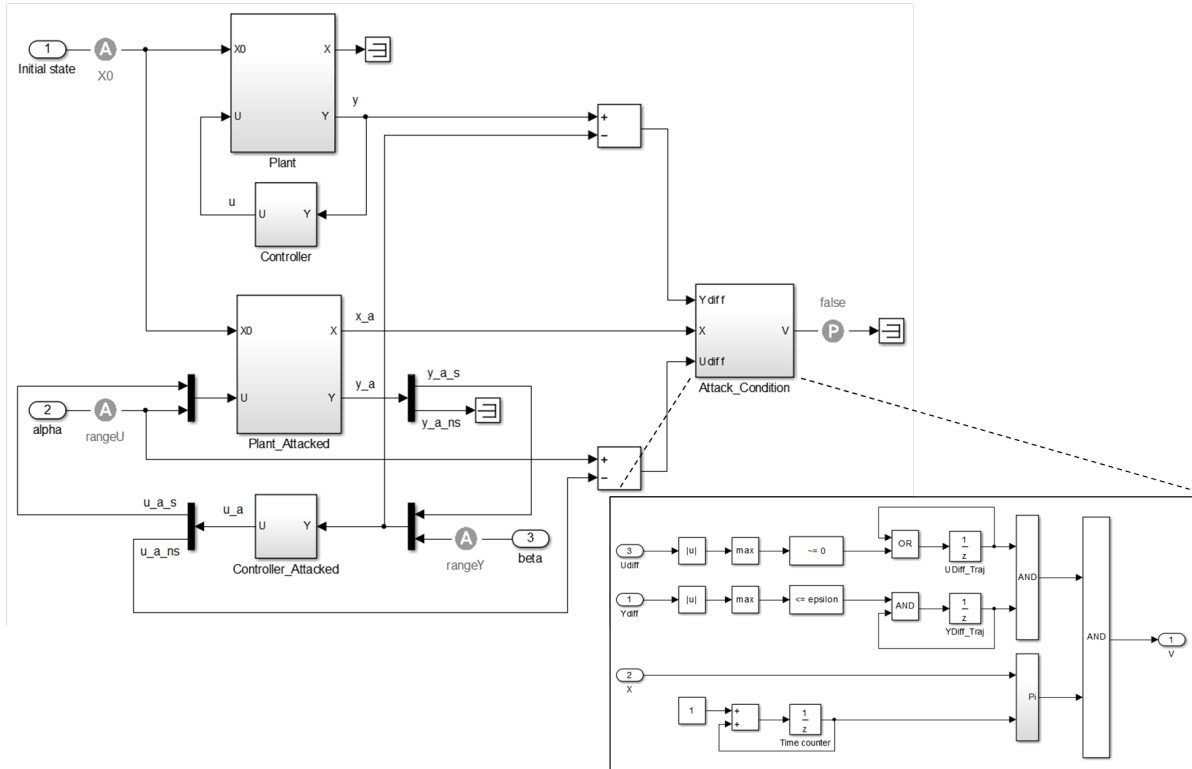 1
Initial state
A
X0
X0
X
U
Y
Plant
y
u
U
Y
Controller
+
−
X0
X
U
Y
Plant_Attacked
x_a
y_a
y_a_s
y_a_ns
2
alpha
A
rangeU
u_a_s
u_a_ns
u_a
U
Y
Controller_Attacked
A
rangeY
3
beta
+
−
Ydiff
X
V
Udiff
Attack_Condition
false
P
3
Udiff
|u|
max
~= 0
OR
1
z
UDiff_Traj
AND
1
Ydiff
|u|
max
<= epsilon
AND
1
z
YDiff_Traj
2
X
Pi
AND
1
V
1
+
+
1
z
Time counter